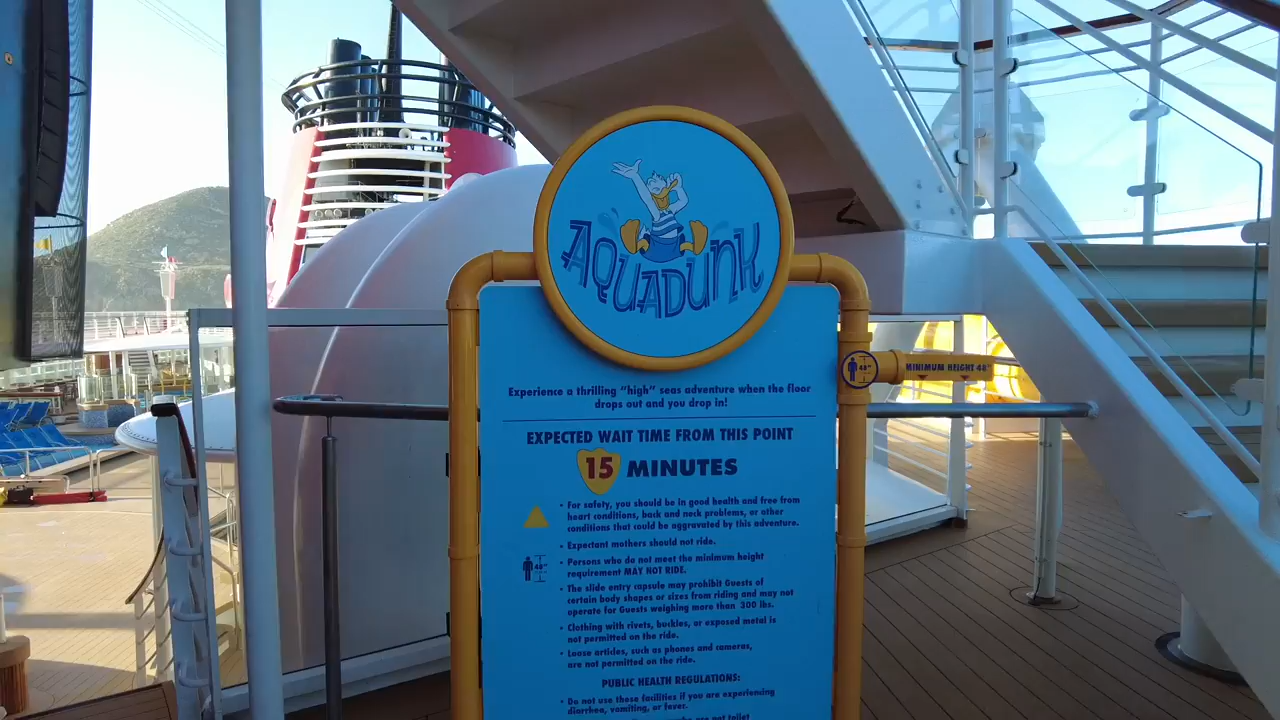 AQUADUNK
Experience a thrilling "high" seas adventure when the floor
drops out and you drop in!
48"
MINIMUM HEIGHT 48"
EXPECTED WAIT TIME FROM THIS POINT
15 MINUTES
• For safety, you should be in good health and free from
heart conditions, back and neck problems, or other
conditions that could be aggravated by this adventure.
• Expectant mothers should not ride.
48"
• Persons who do not meet the minimum height
requirement MAY NOT RIDE.
• The slide entry capsule may prohibit Guests of
certain body shapes or sizes from riding and may not
operate for Guests weighing more than 300 lbs.
• Clothing with rivets, buckles, or exposed metal is
not permitted on the ride.
• Loose articles, such as phones and cameras,
are not permitted on the ride.
PUBLIC HEALTH REGULATIONS:
• Do not use these facilities if you are experiencing
diarrhea, vomiting, or fever.
are not toilet